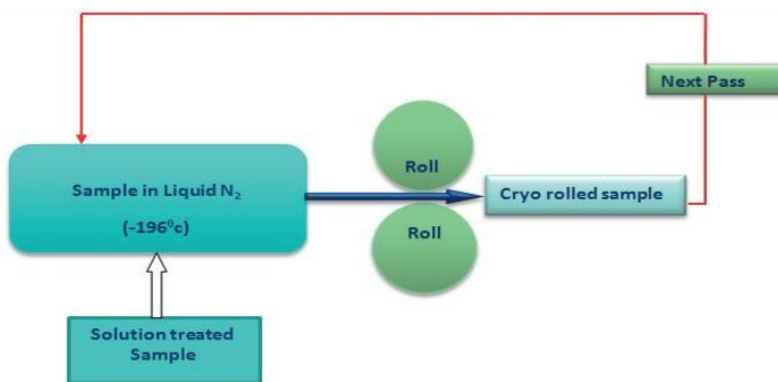 Next Pass
Roll
Sample in Liquid N₂
(-196⁰c)
Cryo rolled sample
Roll
Solution treated
Sample